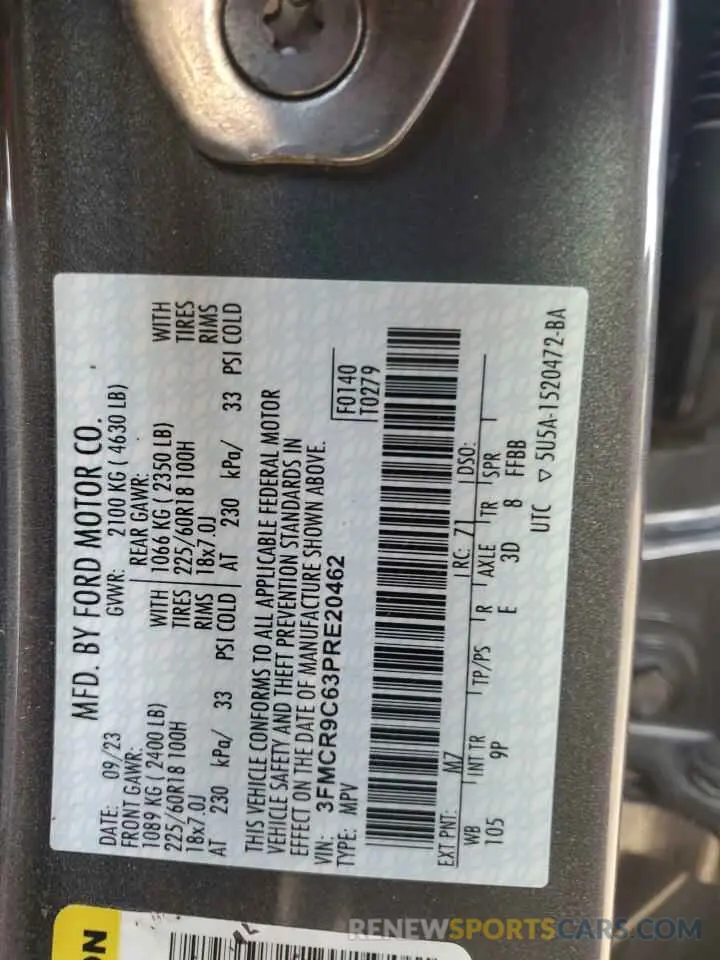 MFD. BY FORD MOTOR CO.
DATE: 09/23 GVWR: 2100 KG ( 4630 LB)
FRONT GAWR: REAR GAWR:
1089 KG ( 2400 LB) WITH 1066 KG ( 2350 LB) WITH
225/60R18 100H TIRES 225/60R18 100H TIRES
18x7.0J RIMS 18x7.0J RIMS
AT 230 kPa/ 33 PSI COLD AT 230 kPa/ 33 PSI COLD
THIS VEHICLE CONFORMS TO ALL APPLICABLE FEDERAL MOTOR
VEHICLE SAFETY AND THEFT PREVENTION STANDARDS IN
EFFECT ON THE DATE OF MANUFACTURE SHOWN ABOVE.
VIN: 3FMCR9C63PRE20462 F0140
TYPE: MPV T0279
EXT PNT: M7 RC: 71 DSO:
WB INT TR TP/PS R AXLE TR SPR
105 9P E 3D 8 FFBB
UTC ▽ 5U5A-1520472-BA
RENEWSPORTSCARS.COM